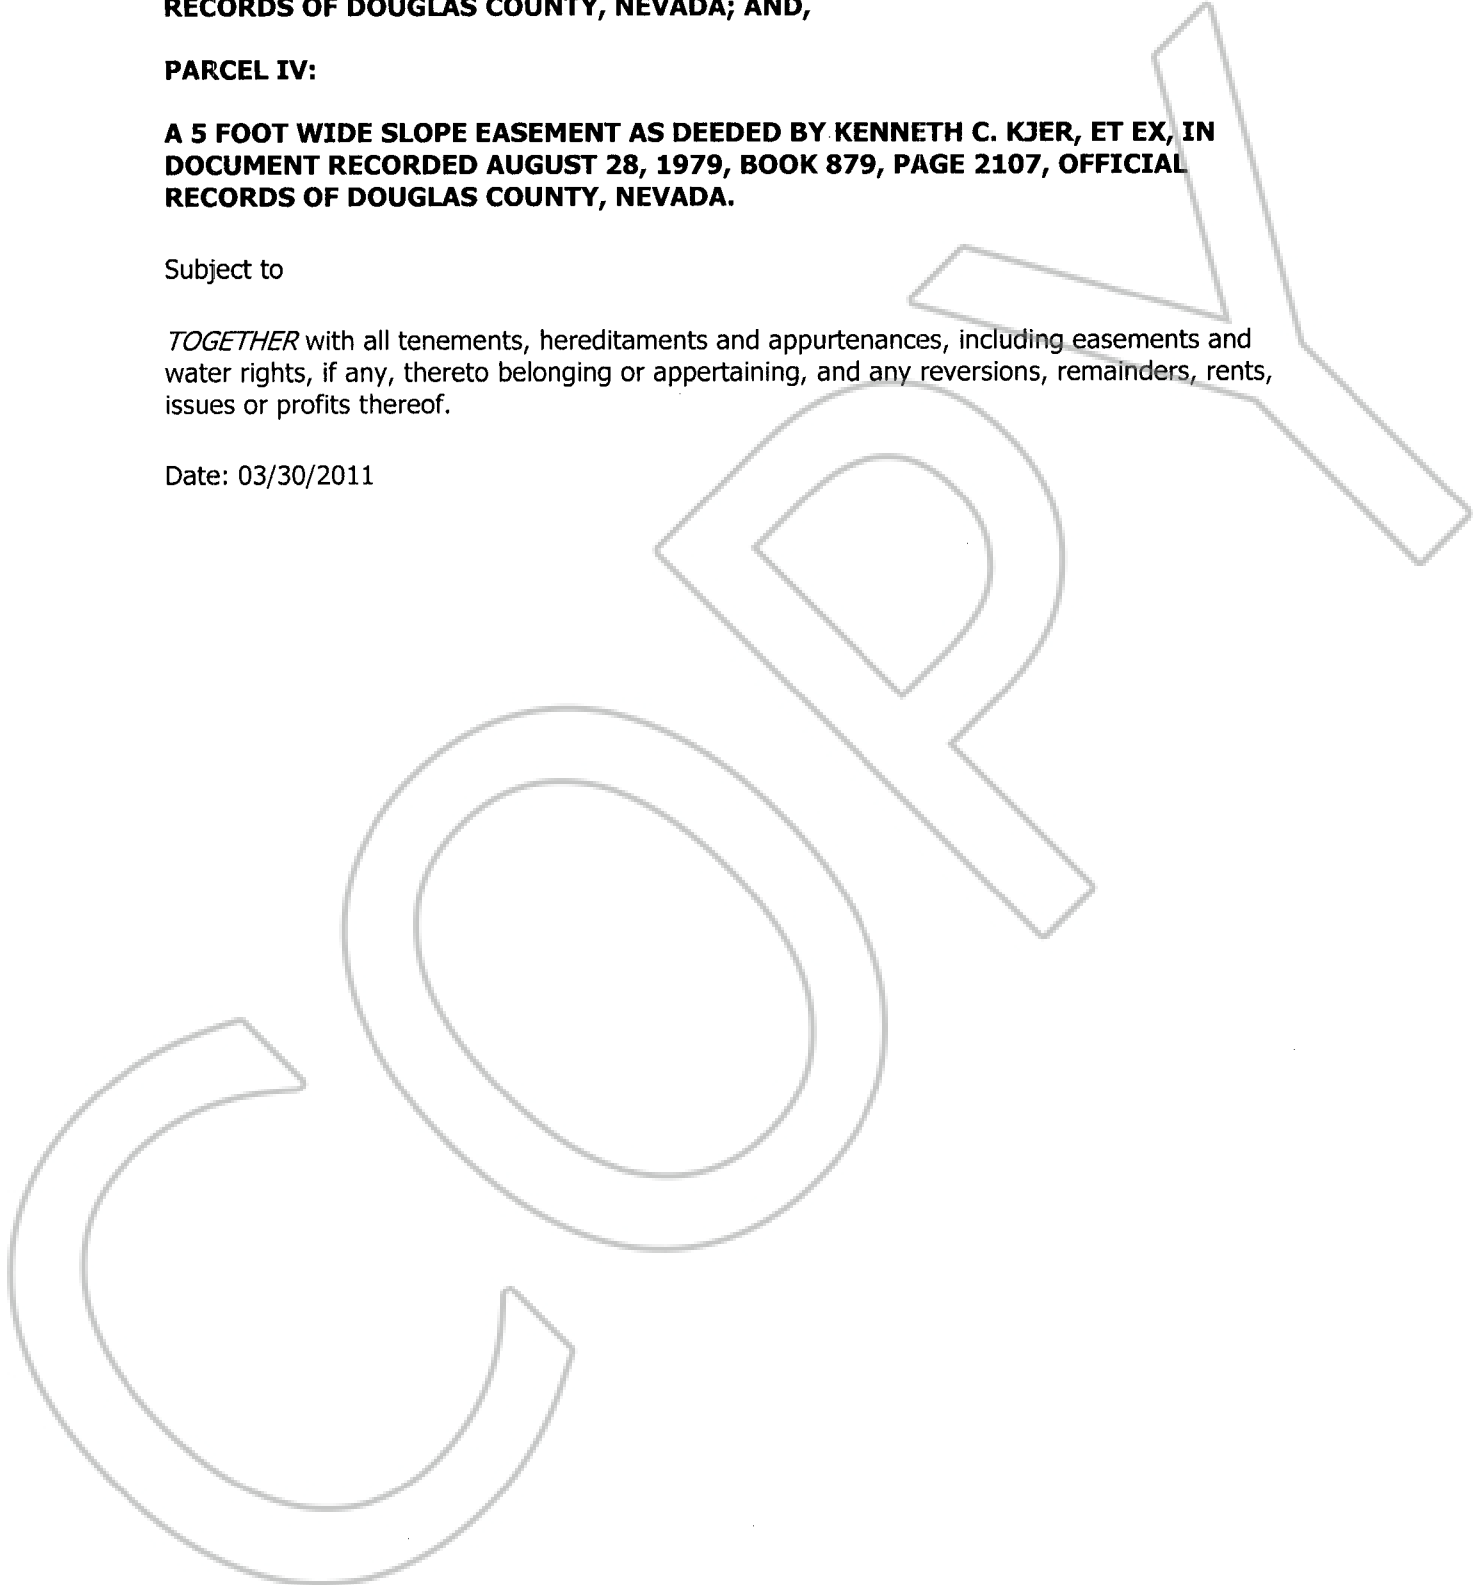 RECORDS OF DOUGLAS COUNTY, NEVADA; AND,
PARCEL IV:
A 5 FOOT WIDE SLOPE EASEMENT AS DEEDED BY KENNETH C. KJER, ET EX, IN
DOCUMENT RECORDED AUGUST 28, 1979, BOOK 879, PAGE 2107, OFFICIAL
RECORDS OF DOUGLAS COUNTY, NEVADA.
Subject to
TOGETHER with all tenements, hereditaments and appurtenances, including easements and
water rights, if any, thereto belonging or appertaining, and any reversions, remainders, rents,
issues or profits thereof.
Date: 03/30/2011
COPY